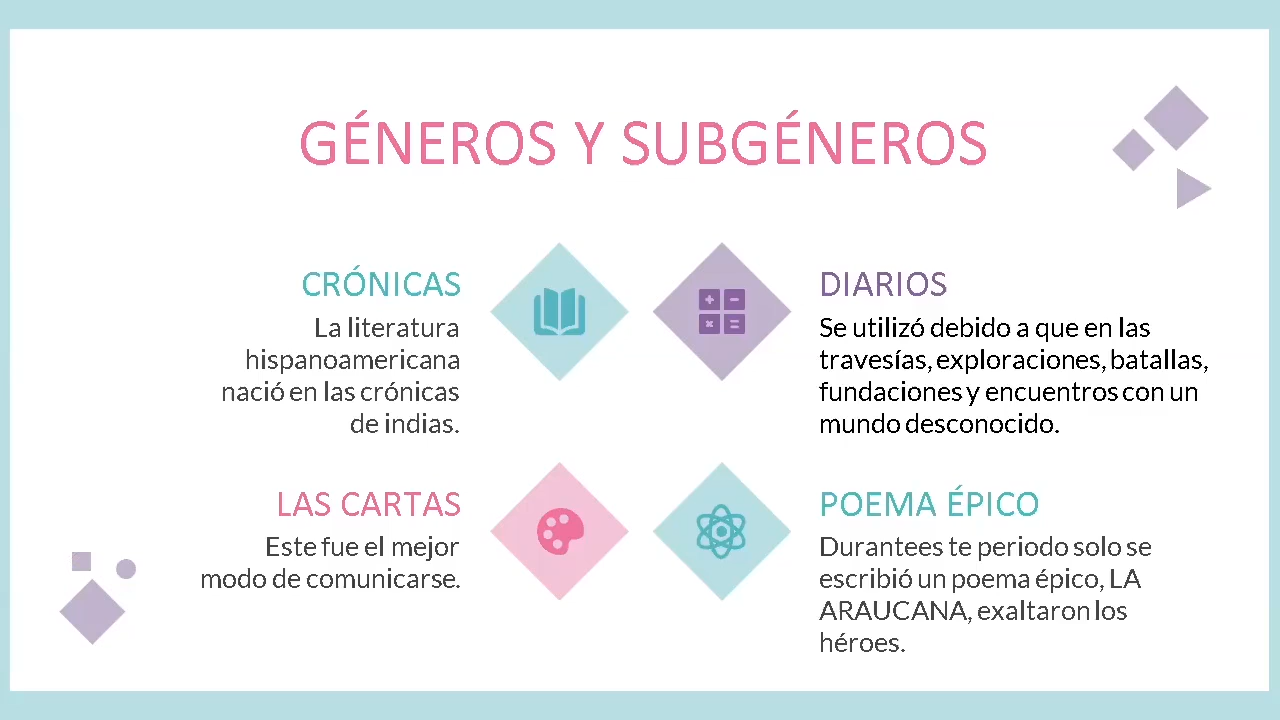 GÉNEROS Y SUBGÉNEROS
CRÓNICAS
La literatura
hispanoamericana
nació en las crónicas
de indias.
DIARIOS
Se utilizó debido a que en las
travesías, exploraciones, batallas,
fundaciones y encuentros con un
mundo desconocido.
LAS CARTAS
Este fue el mejor
modo de comunicarse.
POEMA ÉPICO
Durantees te periodo solo se
escribió un poema épico, LA
ARAUCANA, exaltaron los
héroes.